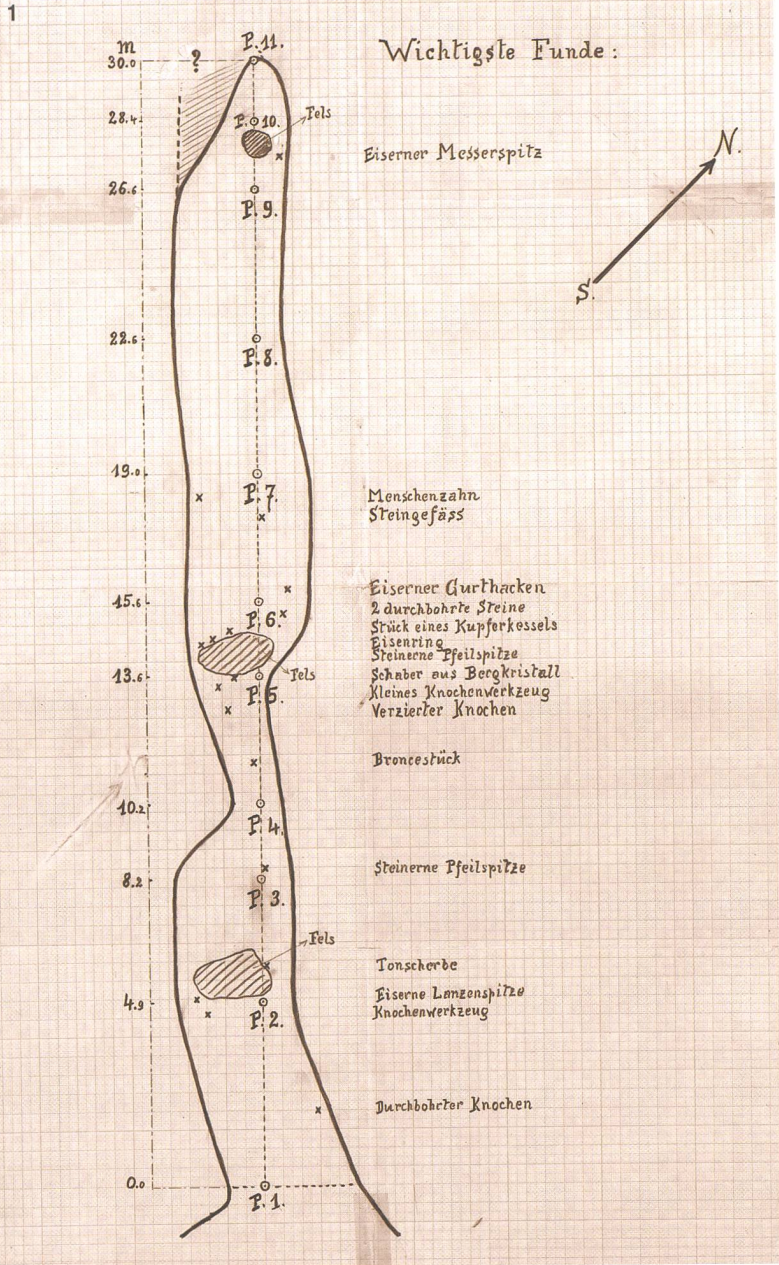 1
m
P. 11.
Wichtigste Funde:
30.0
?
28.4
P. 10.
Fels
Eiserner Messerspitz
N.
26.6
P. 9.
S.
22.6
P. 8.
19.0
P. 7.
Menschenzahn
Steingefäss
Eiserner Gurthacken
15.6
2 durchbohrte Steine
P. 6.
Stück eines Kupferkessels
Eisenring
Steinerne Pfeilspitze
13.6
Fels
Schaber aus Bergkristall
P. 5.
Kleines Knochenwerkzeug
Verzierter Knochen
Broncestück
N
10.2
P. 4.
Steinerne Pfeilspitze
8.2
P. 3.
Fels
Tonscherbe
Eiserne Lanzenspitze
4.9
Knochenwerkzeug
P. 2.
Durchbohrter Knochen
0.0
P. 1.